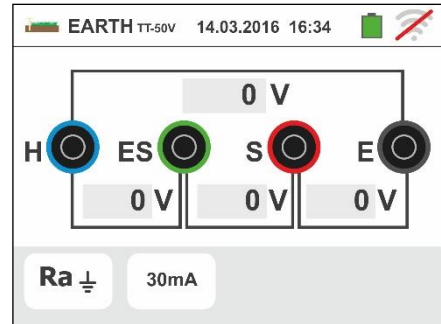 EARTH TT-50V 14.03.2016 16:34
0 V
H ES S E
0 V 0 V 0 V
Ra 30mA